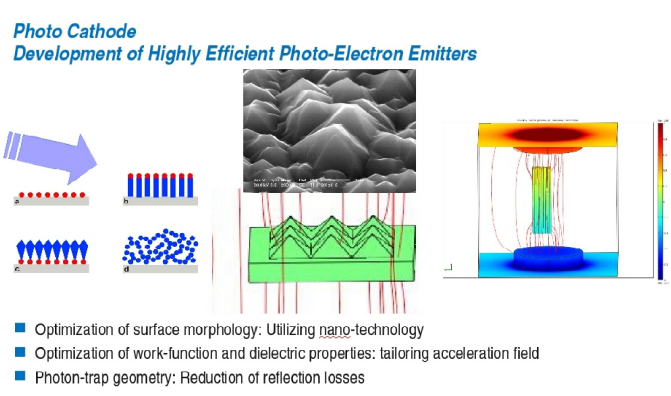 Photo Cathode
Development of Highly Efficient Photo-Electron Emitters
a
b
c
d
Optimization of surface morphology: Utilizing nano-technology
Optimization of work-function and dielectric properties: tailoring acceleration field
Photon-trap geometry: Reduction of reflection losses